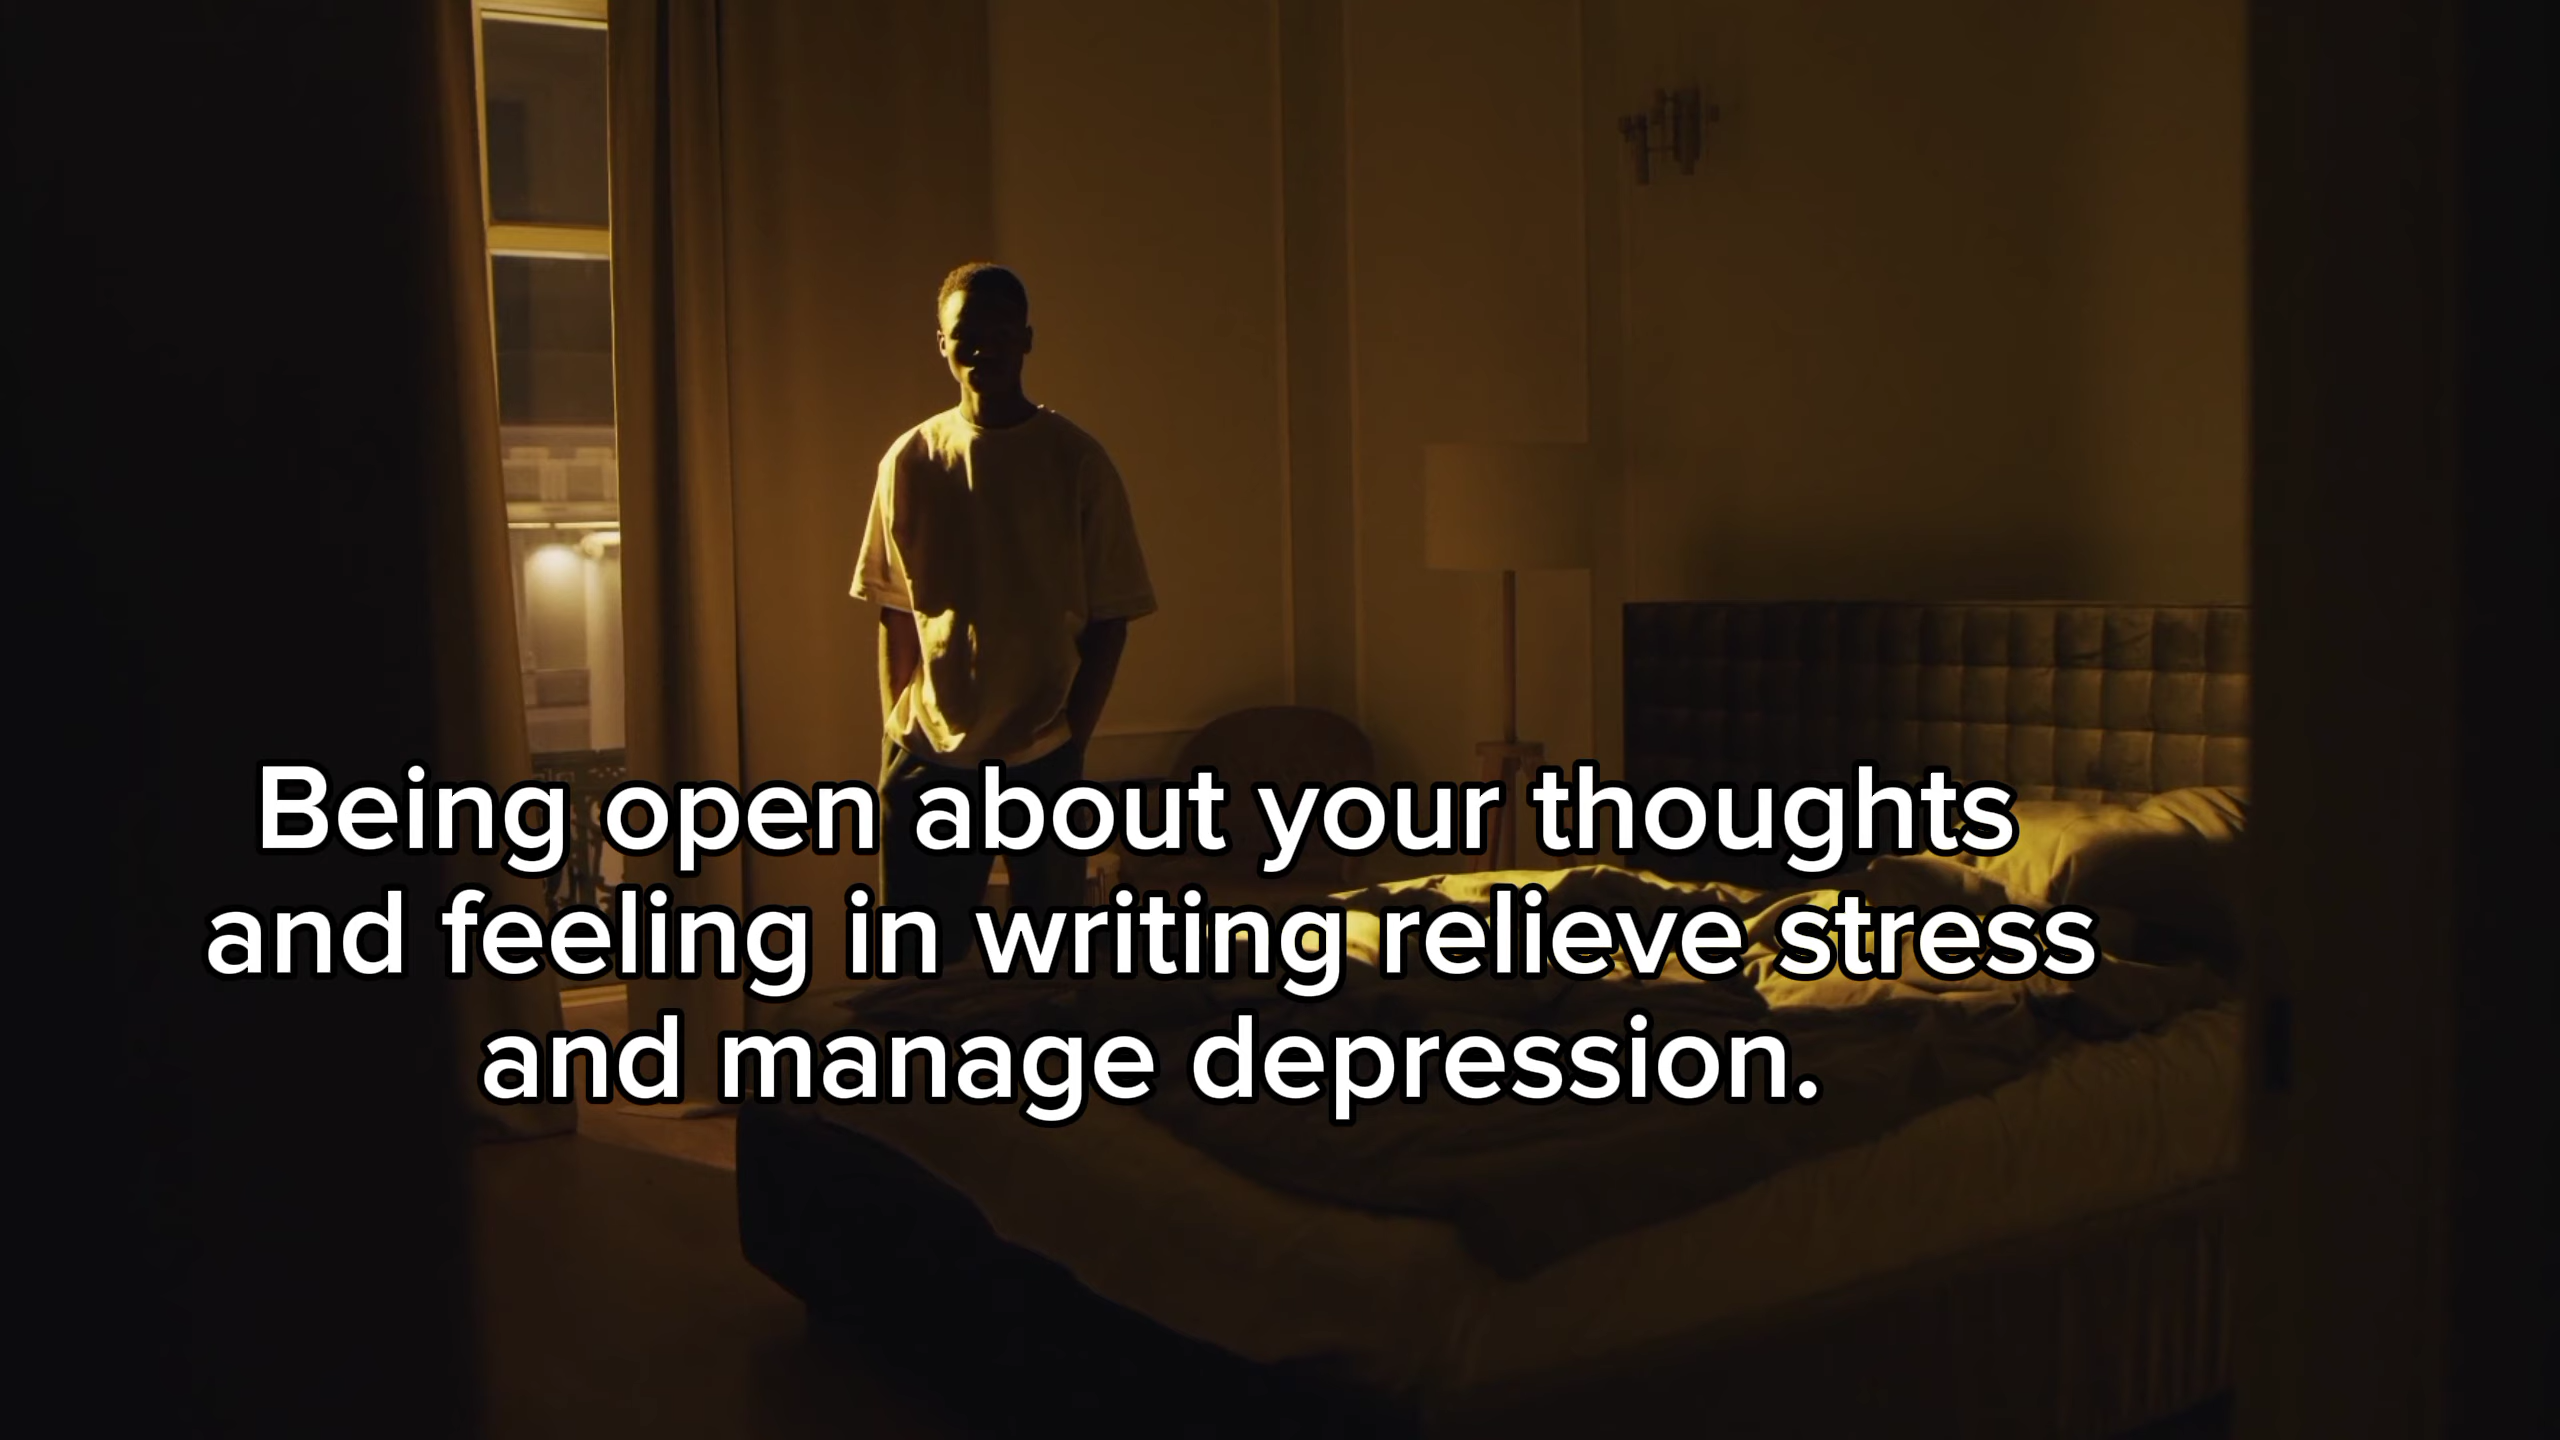 Being open about your thoughts
and feeling in writing relieve stress
and manage depression.